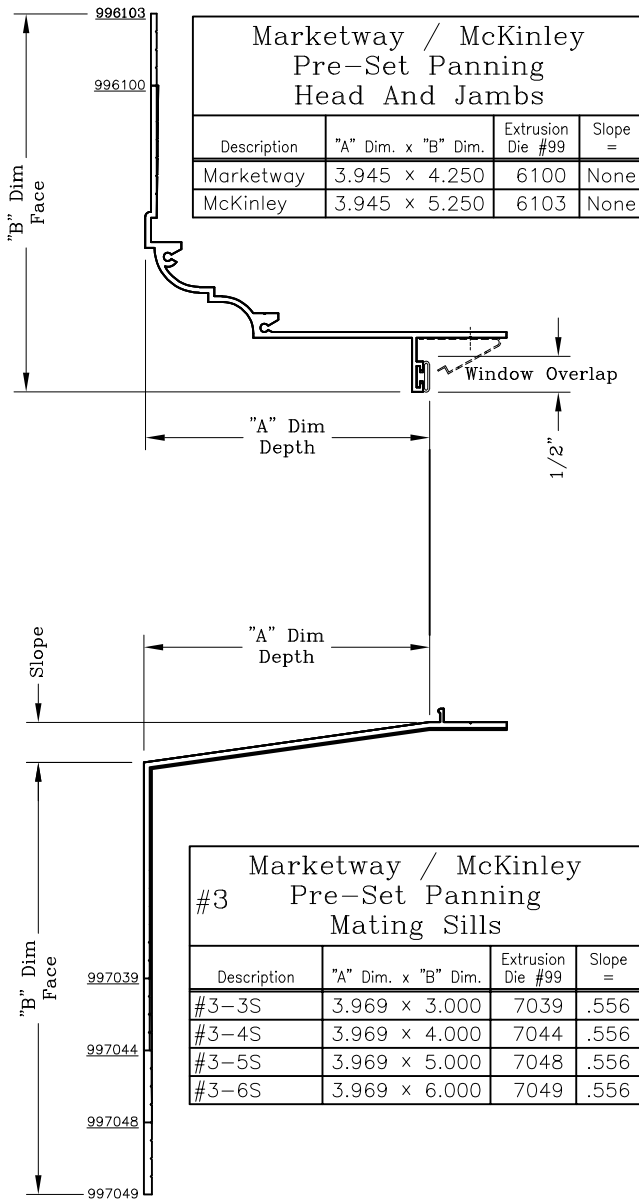 996103
996100
"B" Dim
Face
Marketway / McKinley
Pre-Set Panning
Head And Jambs
Description "A" Dim. x "B" Dim. Extrusion Die #99 Slope =
Marketway 3.945 x 4.250 6100 None
McKinley 3.945 x 5.250 6103 None
Window Overlap
1/2"
"A" Dim
Depth
Slope
"A" Dim
Depth
"B" Dim
Face
997039
997044
997048
997049
#3
Marketway / McKinley
Pre-Set Panning
Mating Sills
Description "A" Dim. x "B" Dim. Extrusion Die #99 Slope =
#3-3S 3.969 x 3.000 7039 .556
#3-4S 3.969 x 4.000 7044 .556
#3-5S 3.969 x 5.000 7048 .556
#3-6S 3.969 x 6.000 7049 .556